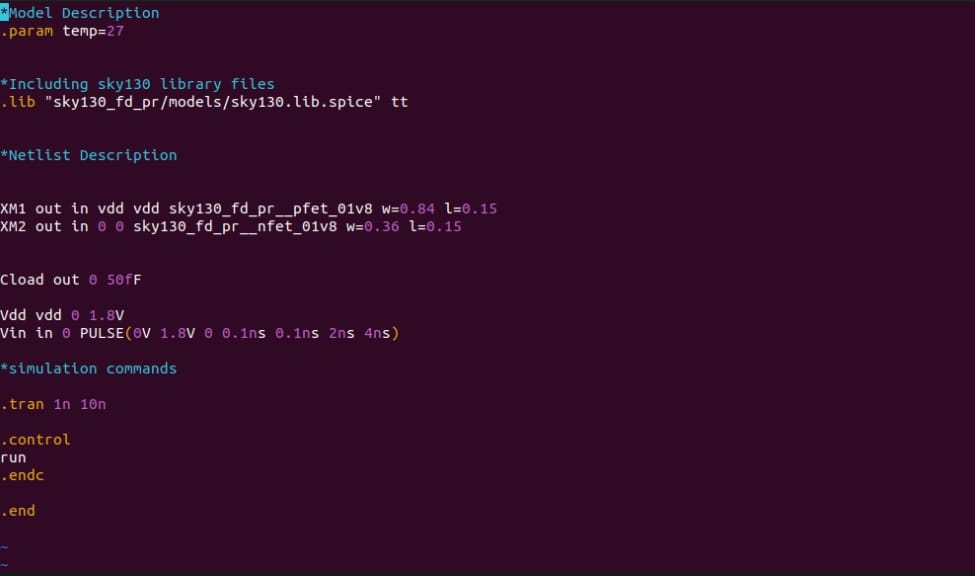 *Model Description
.param temp=27
*Including sky130 library files
.lib "sky130_fd_pr/models/sky130.lib.spice" tt
*Netlist Description
XM1 out in vdd vdd sky130_fd_pr__pfet_01v8 w=0.84 l=0.15
XM2 out in 0 0 sky130_fd_pr__nfet_01v8 w=0.36 l=0.15
Cload out 0 50fF
Vdd vdd 0 1.8V
Vin in 0 PULSE(0V 1.8V 0 0.1ns 0.1ns 2ns 4ns)
*simulation commands
.tran 1n 10n
.control
run
.endc
.end
~
~